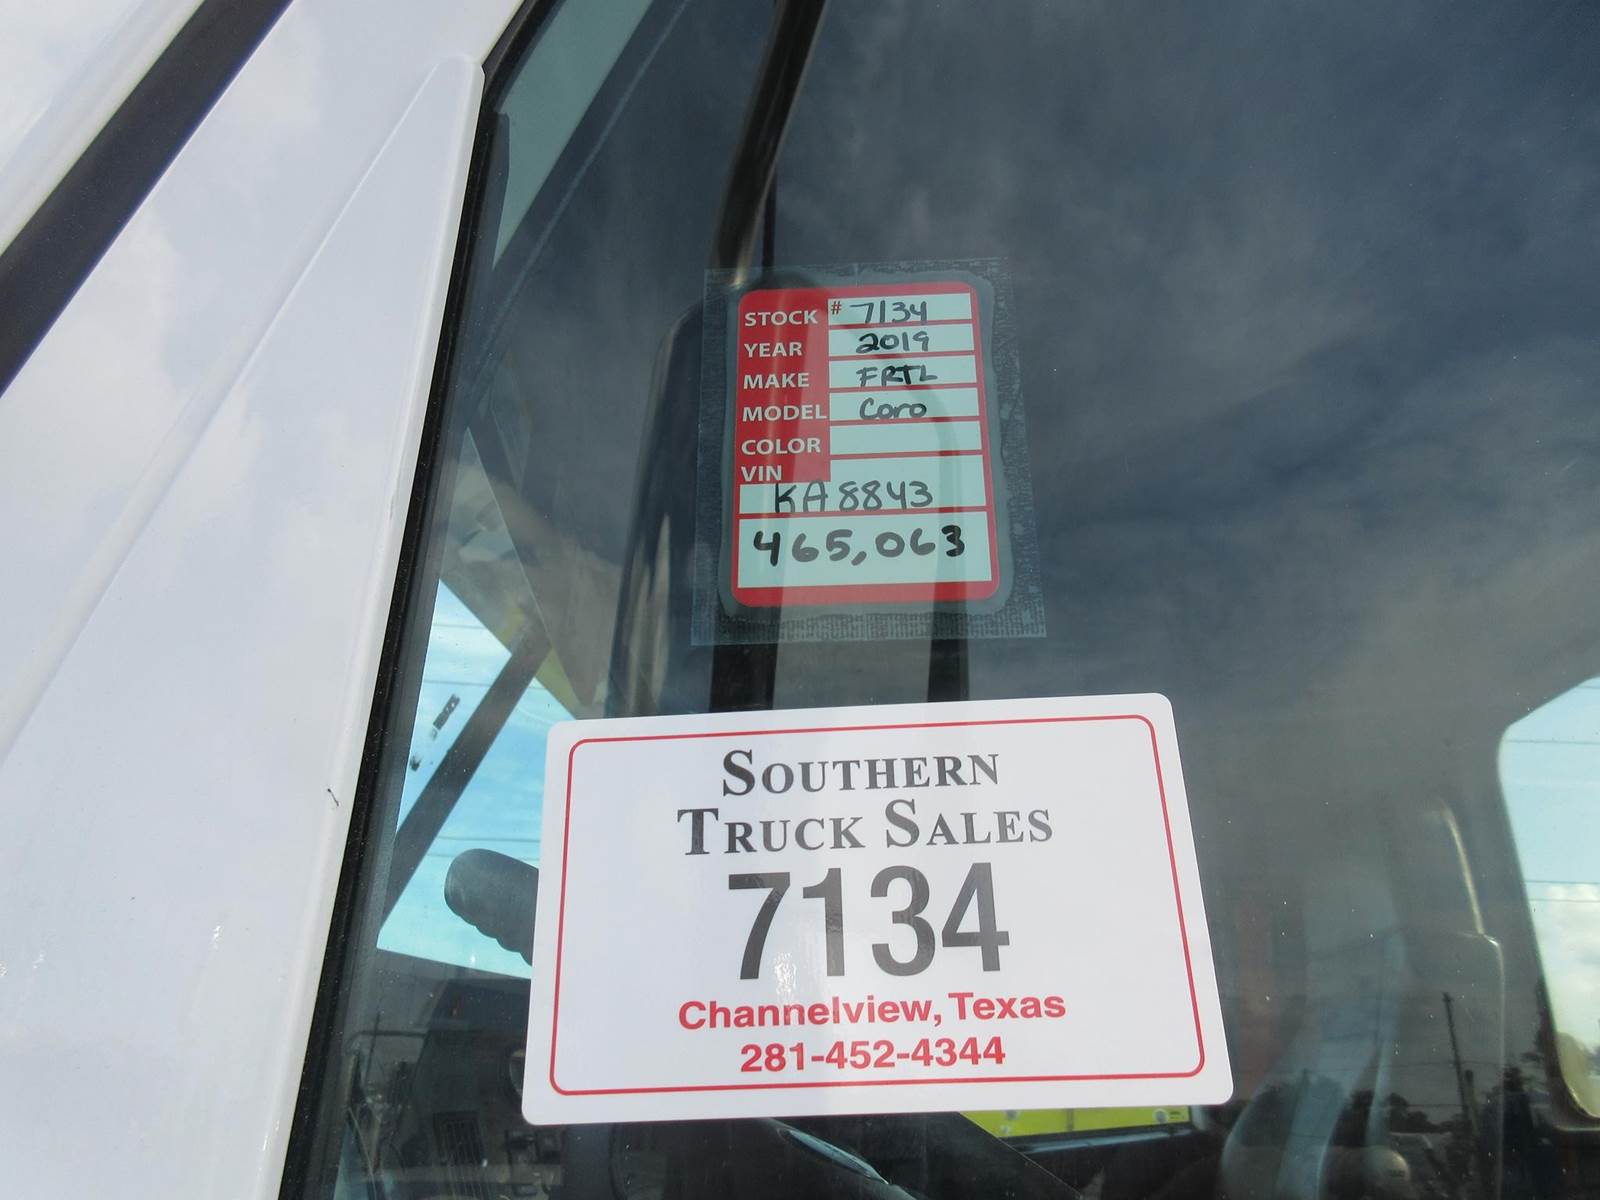 STOCK # 7134
YEAR 2019
MAKE FRTL
MODEL Coro
COLOR
VIN
KA8843
465,063
SOUTHERN
TRUCK SALES
7134
Channelview, Texas
281-452-4344